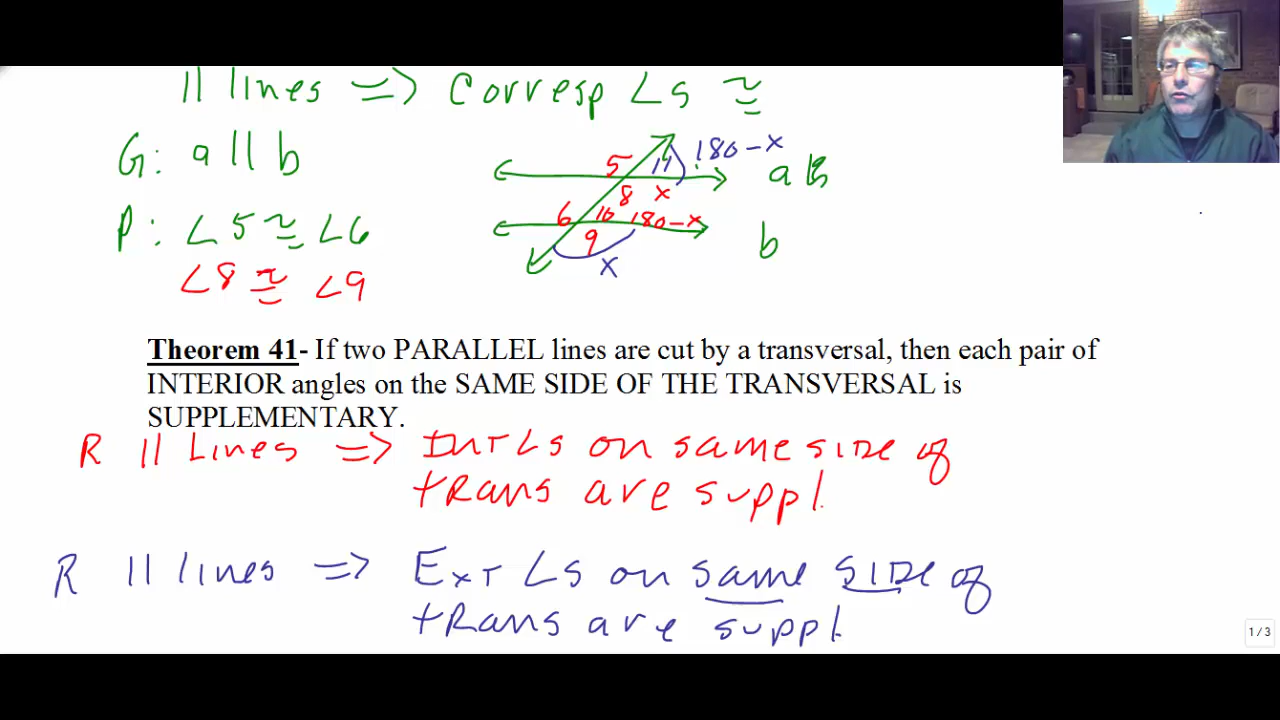 || lines => Corresp ∠s ≅
G: a || b
P: ∠5 ≅ ∠6
∠8 ≅ ∠9
5 11 180-x a
8 x
6 10 180-x b
9
x
Theorem 41- If two PARALLEL lines are cut by a transversal, then each pair of
INTERIOR angles on the SAME SIDE OF THE TRANSVERSAL is
SUPPLEMENTARY.
R || Lines => INT ∠s on same SIDE of
tRans aRe suppl.
R || lines => ExT ∠s on same SIDE of
tRans are suppl.
1 / 3